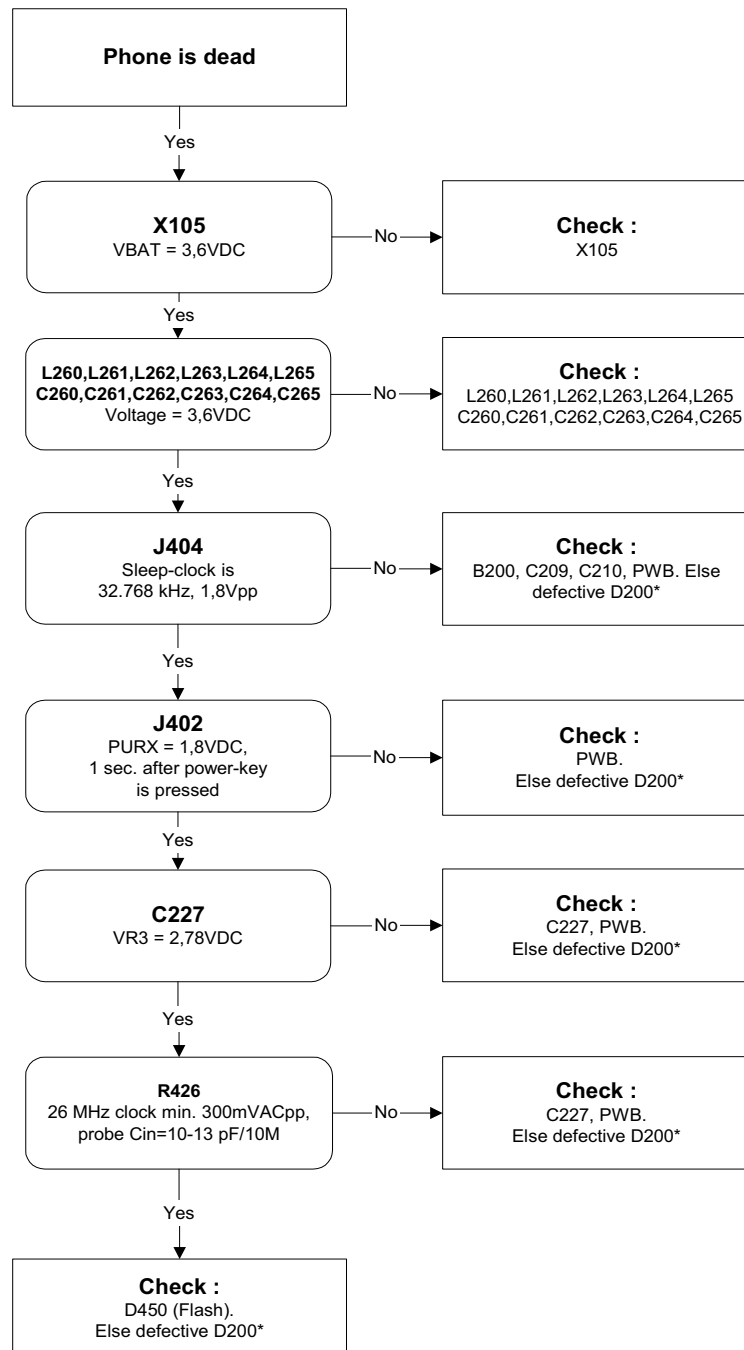 Phone is dead
Yes
X105
VBAT = 3,6VDC
No
Check :
X105
Yes
L260,L261,L262,L263,L264,L265
C260,C261,C262,C263,C264,C265
Voltage = 3,6VDC
No
Check :
L260,L261,L262,L263,L264,L265
C260,C261,C262,C263,C264,C265
Yes
J404
Sleep-clock is
32.768 kHz, 1,8Vpp
No
Check :
B200, C209, C210, PWB. Else
defective D200*
Yes
J402
PURX = 1,8VDC,
1 sec. after power-key
is pressed
No
Check :
PWB.
Else defective D200*
Yes
C227
VR3 = 2,78VDC
No
Check :
C227, PWB.
Else defective D200*
Yes
R426
26 MHz clock min. 300mVACpp,
probe Cin=10-13 pF/10M
No
Check :
C227, PWB.
Else defective D200*
Yes
Check :
D450 (Flash).
Else defective D200*